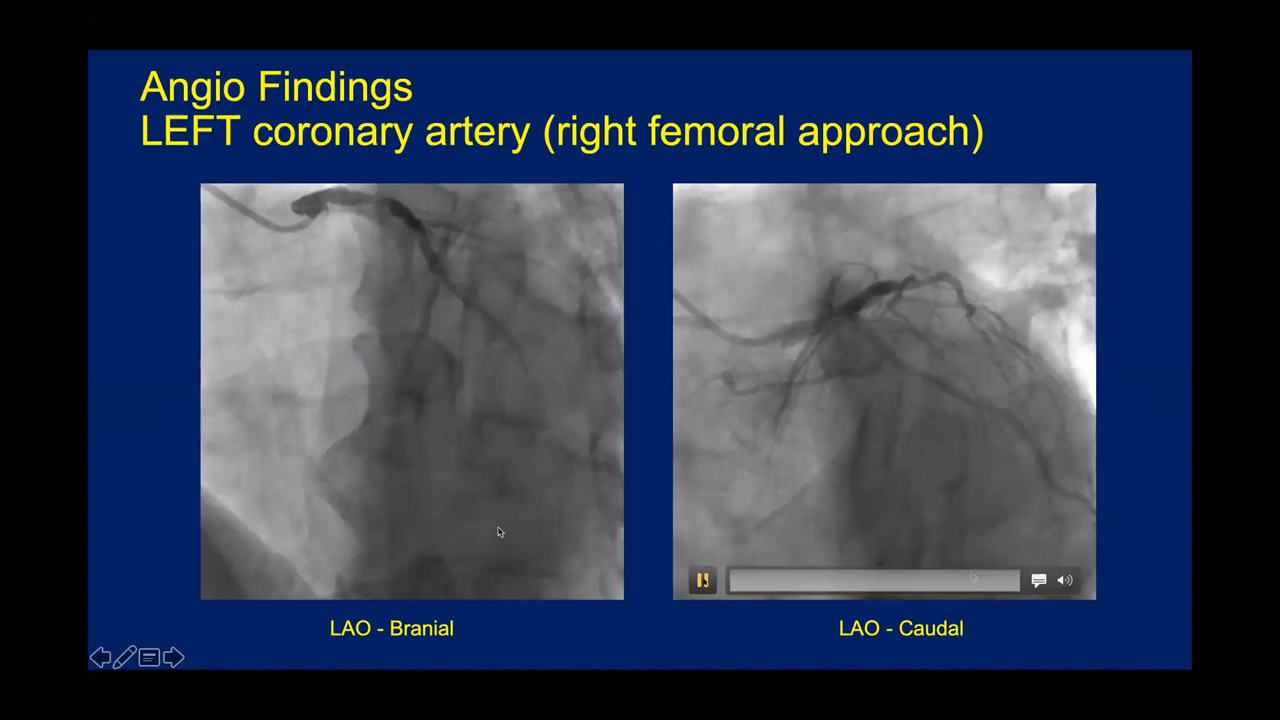 Angio Findings
LEFT coronary artery (right femoral approach)
LAO - Branial
LAO - Caudal